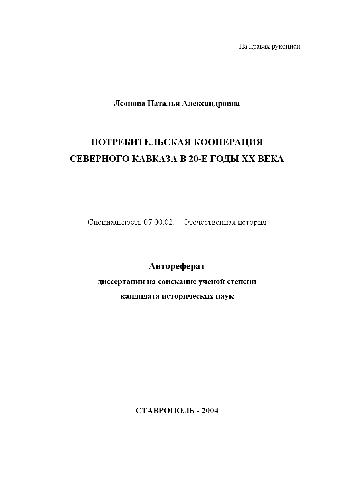 На правах рукописи
Леонова Наталья Александровна
ПОТРЕБИТЕЛЬСКАЯ КООПЕРАЦИЯ
СЕВЕРНОГО КАВКАЗА В 20-Е ГОДЫ XX ВЕКА
Специальность 07.00.02. – Отечественная история
Автореферат
диссертации на соискание ученой степени
кандидата исторических наук
СТАВРОПОЛЬ - 2004